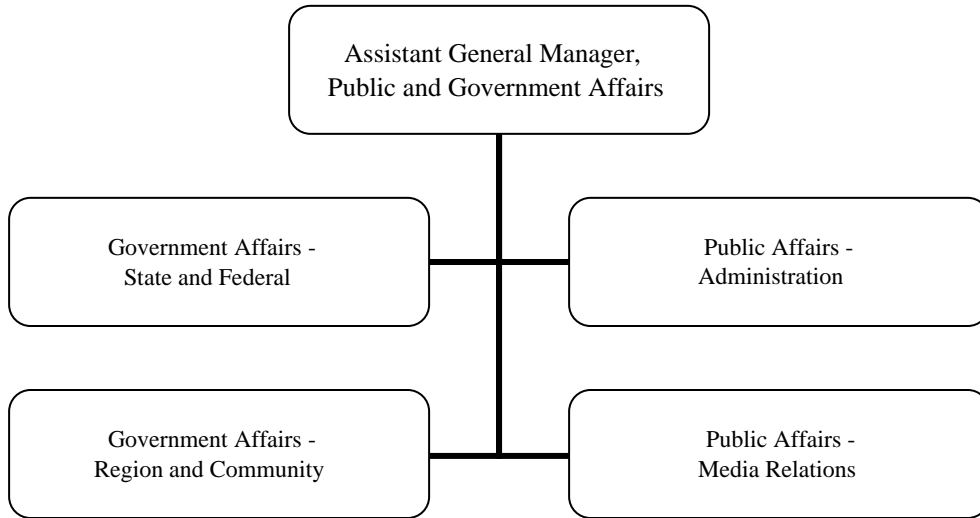 Assistant General Manager,
Public and Government Affairs
Government Affairs -
State and Federal
Public Affairs -
Administration
Government Affairs -
Region and Community
Public Affairs -
Media Relations